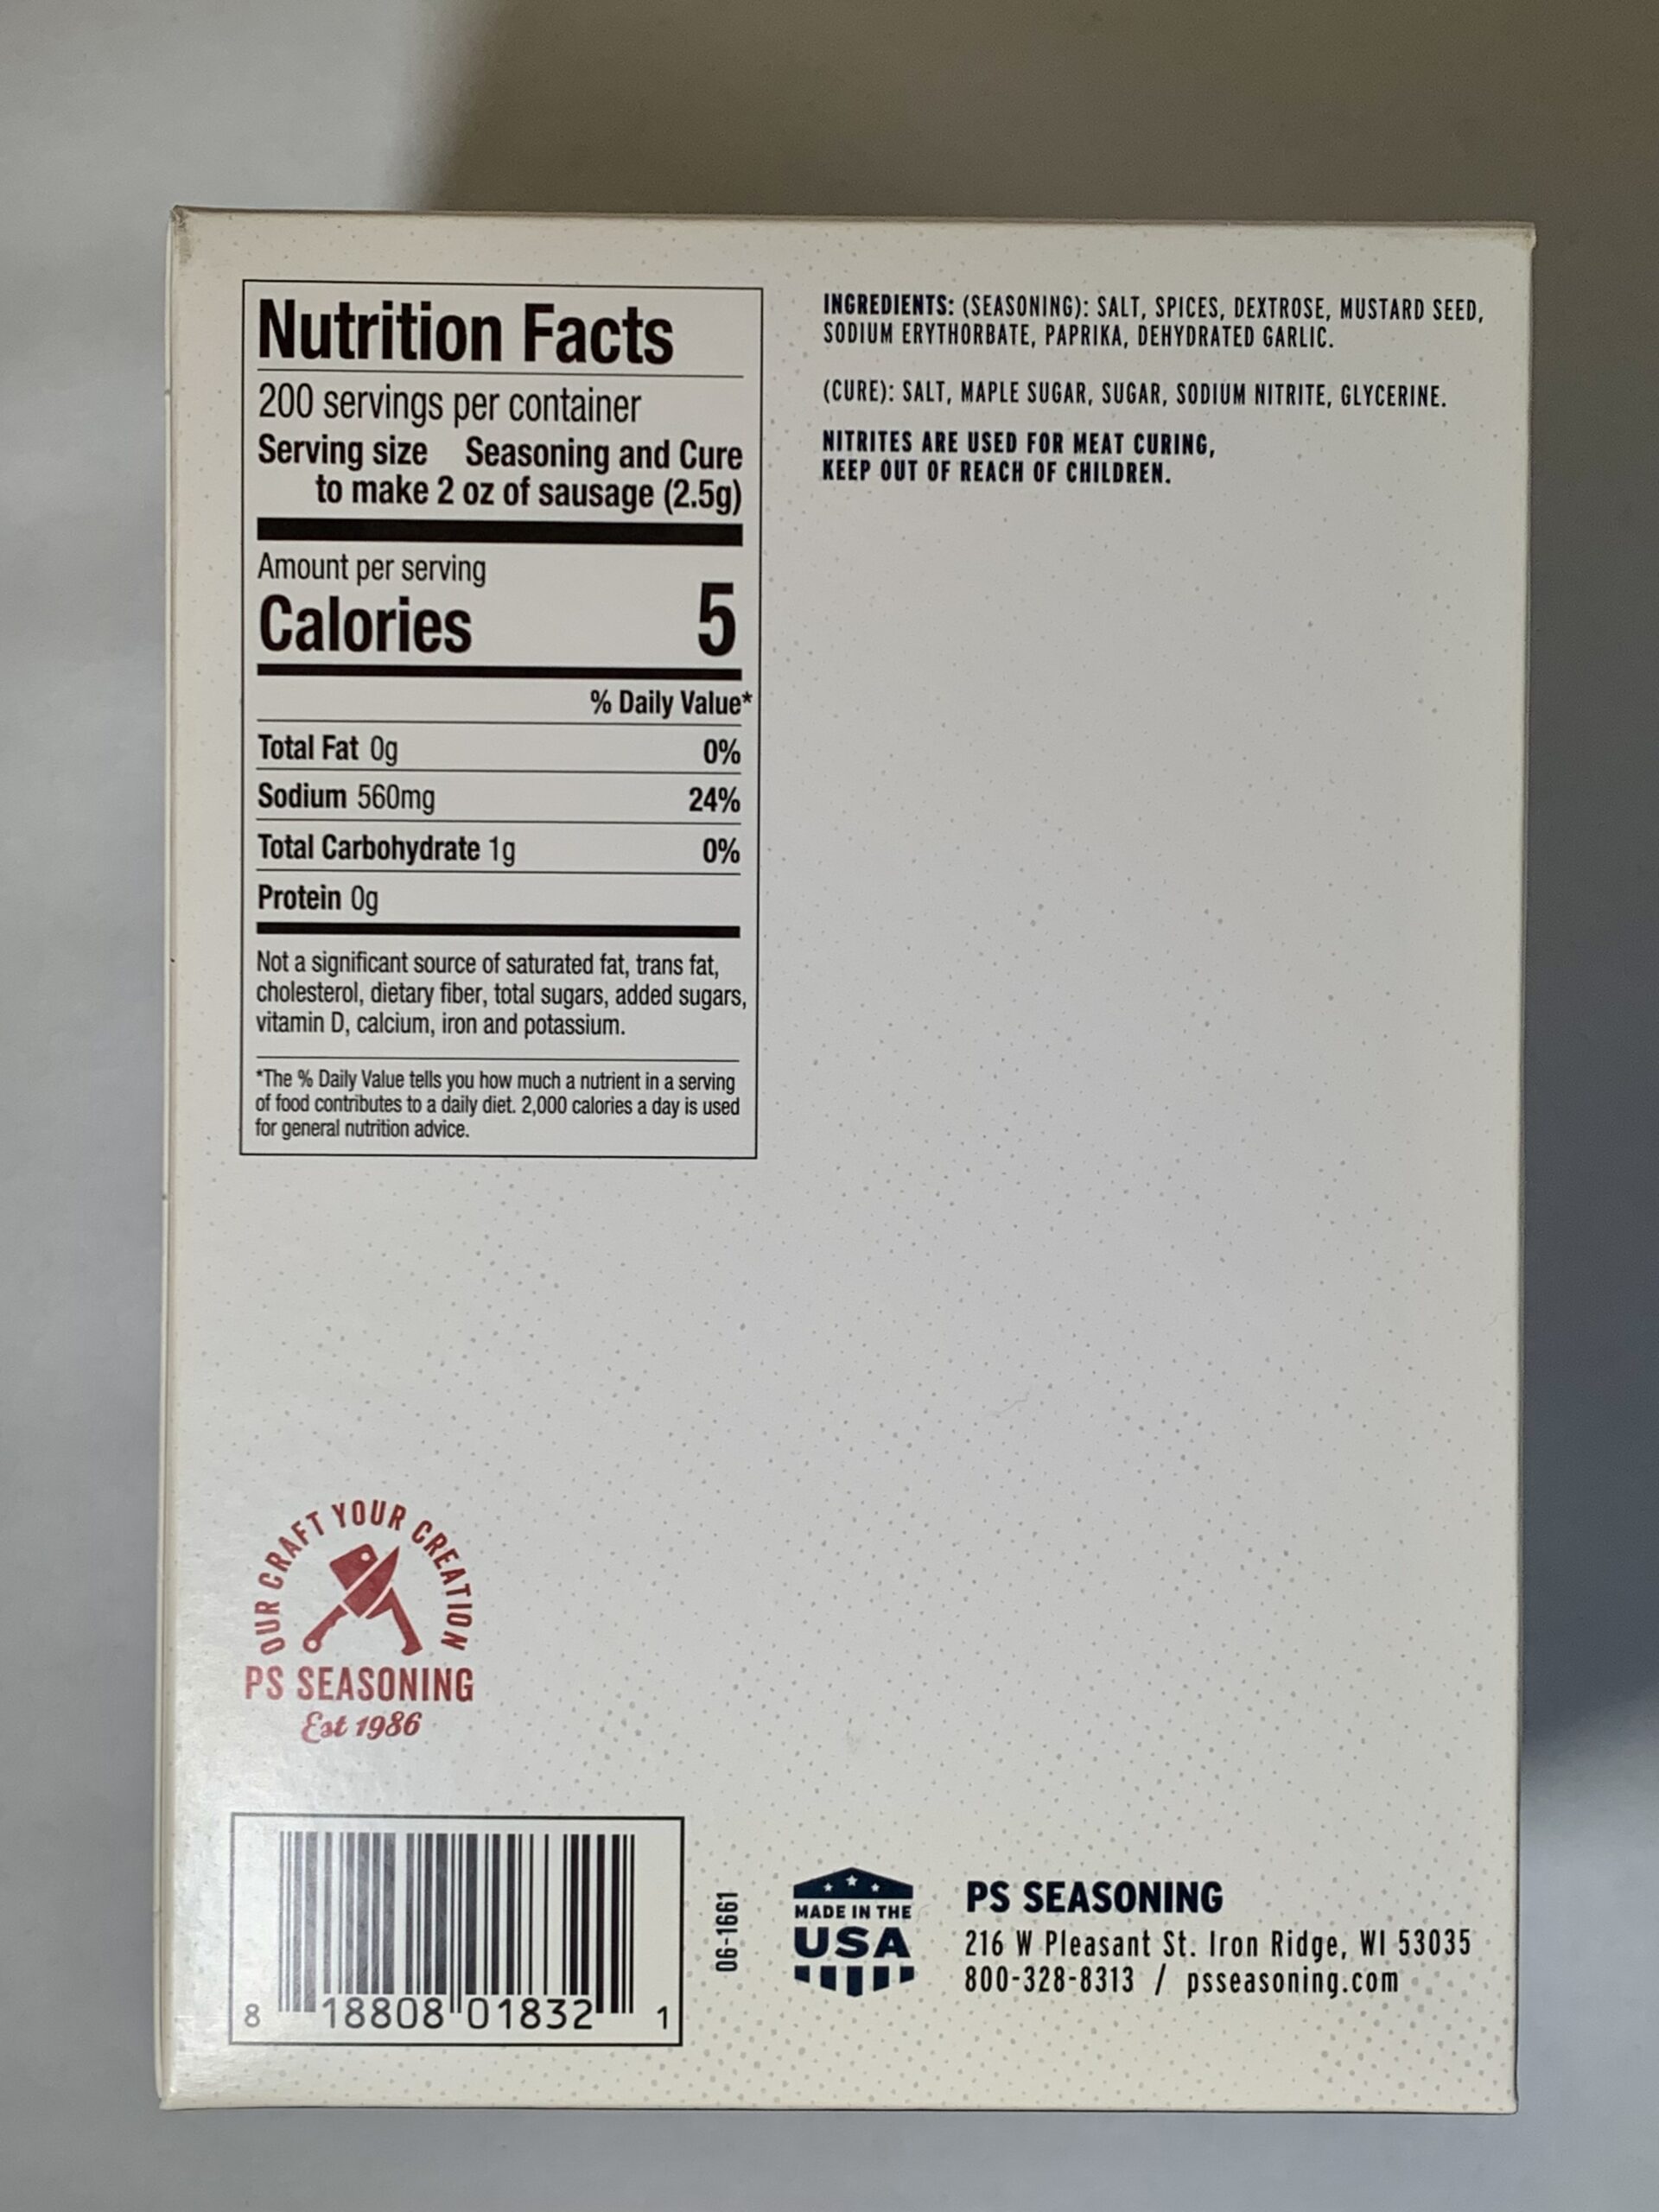 Nutrition Facts
200 servings per container
Serving size Seasoning and Cure
to make 2 oz of sausage (2.5g)
Amount per serving
Calories 5
% Daily Value*
Total Fat 0g 0%
Sodium 560mg 24%
Total Carbohydrate 1g 0%
Protein 0g
Not a significant source of saturated fat, trans fat,
cholesterol, dietary fiber, total sugars, added sugars,
vitamin D, calcium, iron and potassium.
*The % Daily Value tells you how much a nutrient in a serving
of food contributes to a daily diet. 2,000 calories a day is used
for general nutrition advice.
INGREDIENTS: (SEASONING): SALT, SPICES, DEXTROSE, MUSTARD SEED,
SODIUM ERYTHORBATE, PAPRIKA, DEHYDRATED GARLIC.
(CURE): SALT, MAPLE SUGAR, SUGAR, SODIUM NITRITE, GLYCERINE.
NITRITES ARE USED FOR MEAT CURING,
KEEP OUT OF REACH OF CHILDREN.
OUR CRAFT YOUR CREATION
PS SEASONING
Est 1986
8 18808 01832 1
06-1661
MADE IN THE
USA
PS SEASONING
216 W Pleasant St. Iron Ridge, WI 53035
800-328-8313 / psseasoning.com